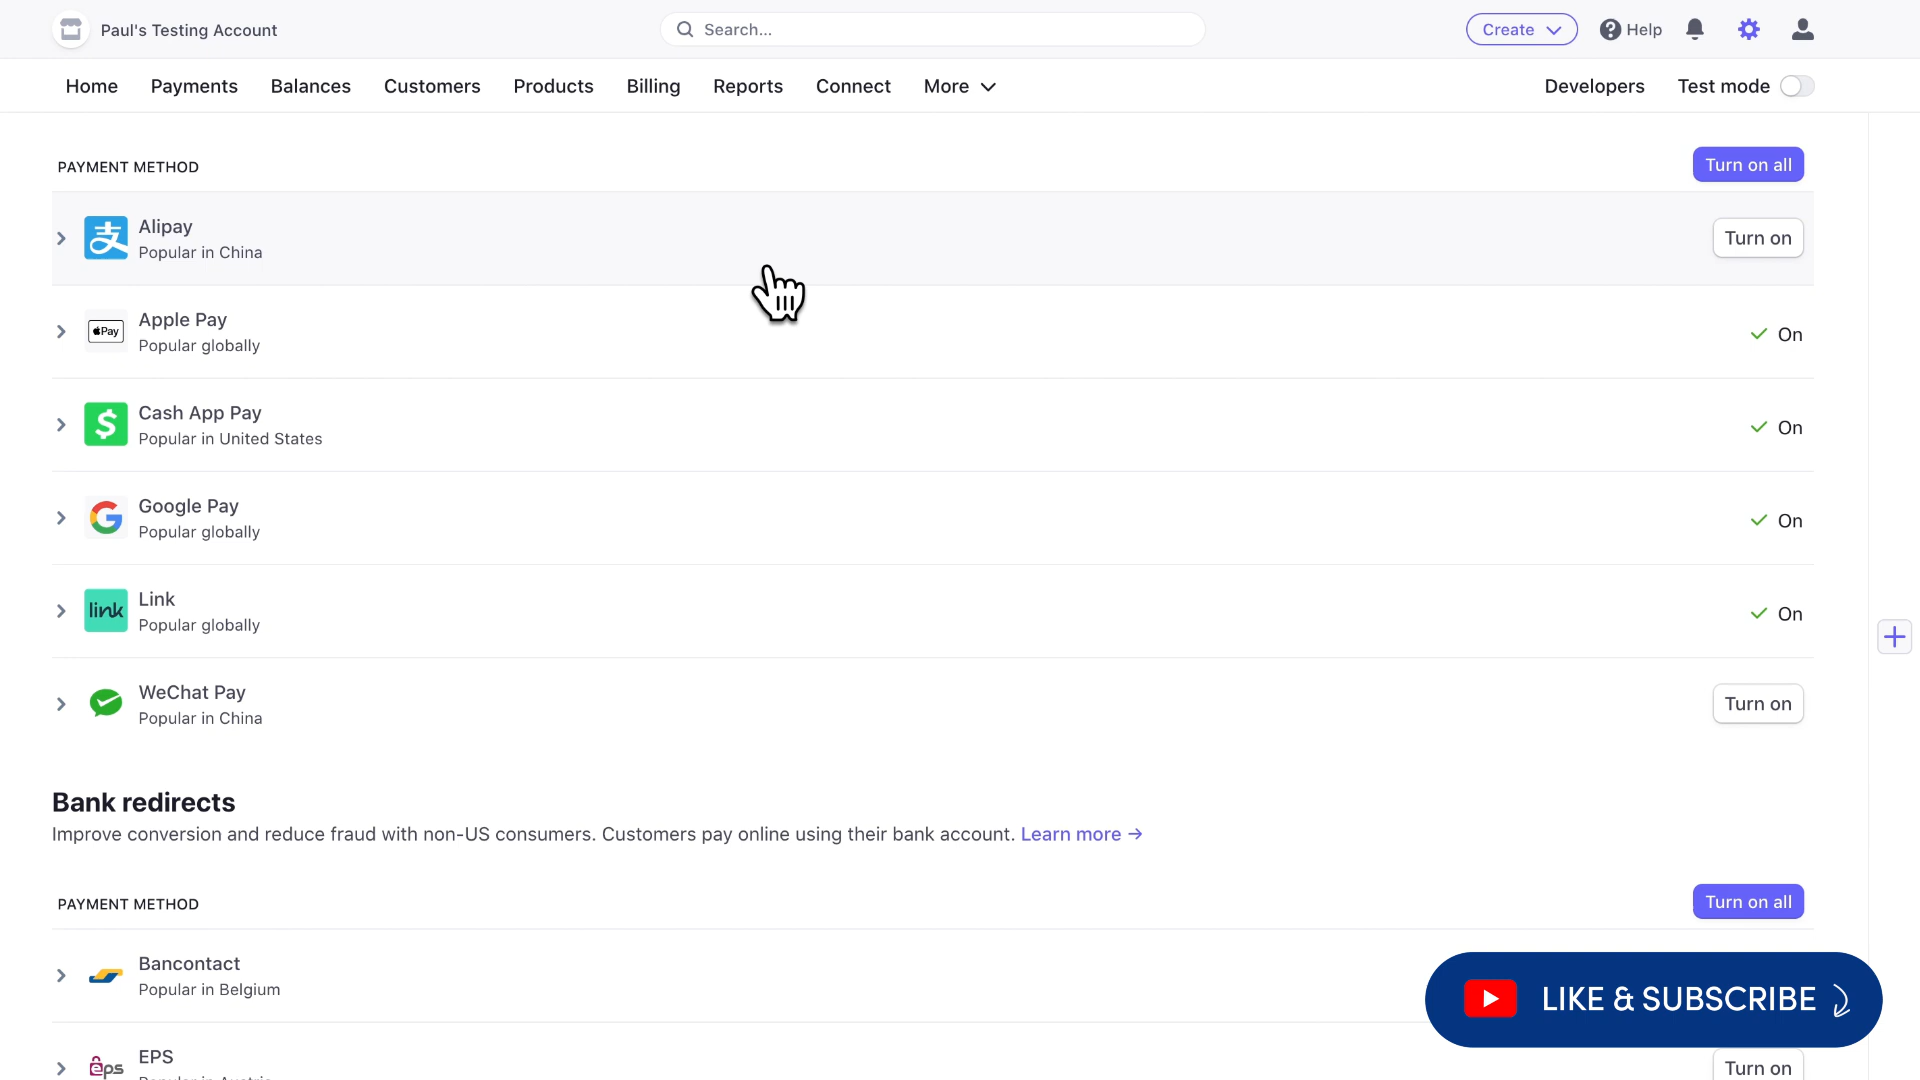 Paul's Testing Account
Search...
Create
Help
Home
Payments
Balances
Customers
Products
Billing
Reports
Connect
More
Developers
Test mode
PAYMENT METHOD
Turn on all
支
Alipay
Popular in China
Turn on
Pay
Apple Pay
Popular globally
On
$
Cash App Pay
Popular in United States
On
G
Google Pay
Popular globally
On
link
Link
Popular globally
On
WeChat Pay
Popular in China
Turn on
Bank redirects
Improve conversion and reduce fraud with non-US consumers. Customers pay online using their bank account. Learn more →
PAYMENT METHOD
Turn on all
Bancontact
Popular in Belgium
LIKE & SUBSCRIBE
eps
EPS
Popular in Austria
Turn on